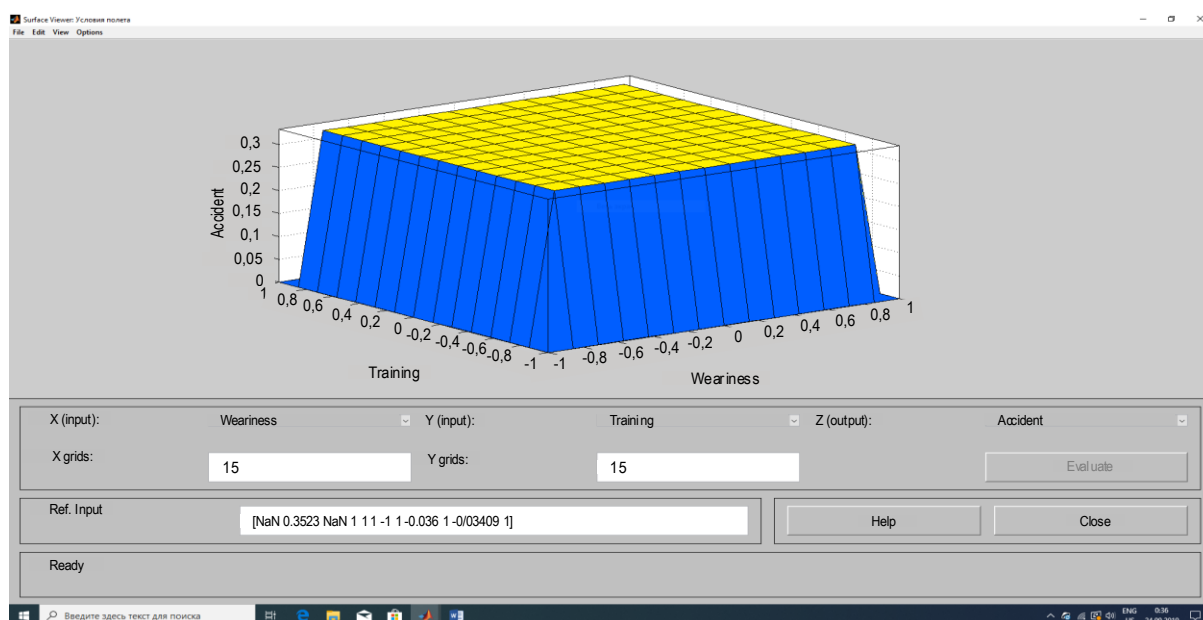 Surface Viewer: Условия полета
File Edit View Options
0,3
0,25
0,2
0,15
0,1
0,05
0
Accident
1 0,8 0,6 0,4 0,2 0 -0,2 -0,4 -0,6 -0,8 -1
Training
-1 -0,8 -0,6 -0,4 -0,2 0 0,2 0,4 0,6 0,8 1
Weariness
X (input): Weariness Y (input): Training Z (output): Accident
X grids: 15 Y grids: 15 Evaluate
Ref. Input [NaN 0.3523 NaN 1 1 1 -1 1 -0.036 1 -0/03409 1] Help Close
Ready
Введите здесь текст для поиска
ENG 0:36
24.09.2019